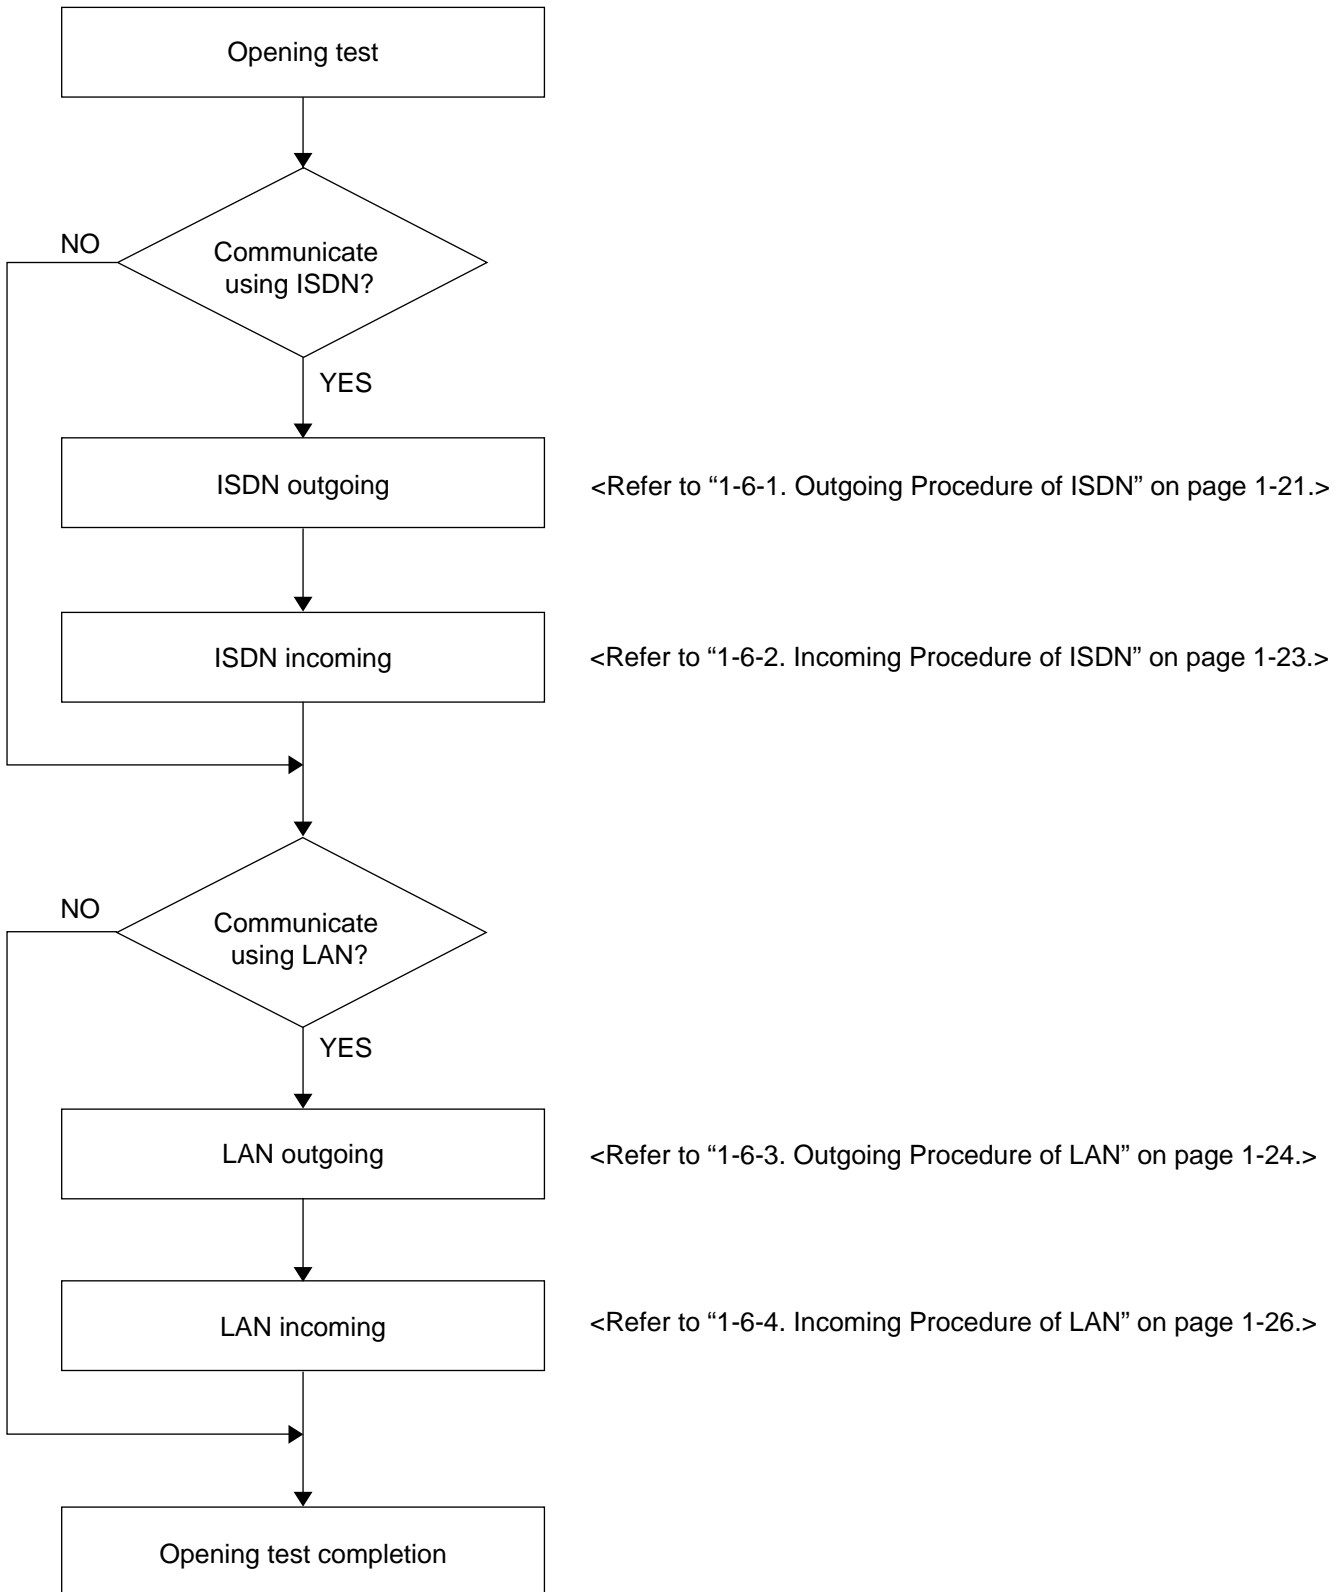 Opening test
NO
Communicate
using ISDN?
YES
ISDN outgoing
<Refer to “1-6-1. Outgoing Procedure of ISDN” on page 1-21.>
ISDN incoming
<Refer to “1-6-2. Incoming Procedure of ISDN” on page 1-23.>
NO
Communicate
using LAN?
YES
LAN outgoing
<Refer to “1-6-3. Outgoing Procedure of LAN” on page 1-24.>
LAN incoming
<Refer to “1-6-4. Incoming Procedure of LAN” on page 1-26.>
Opening test completion